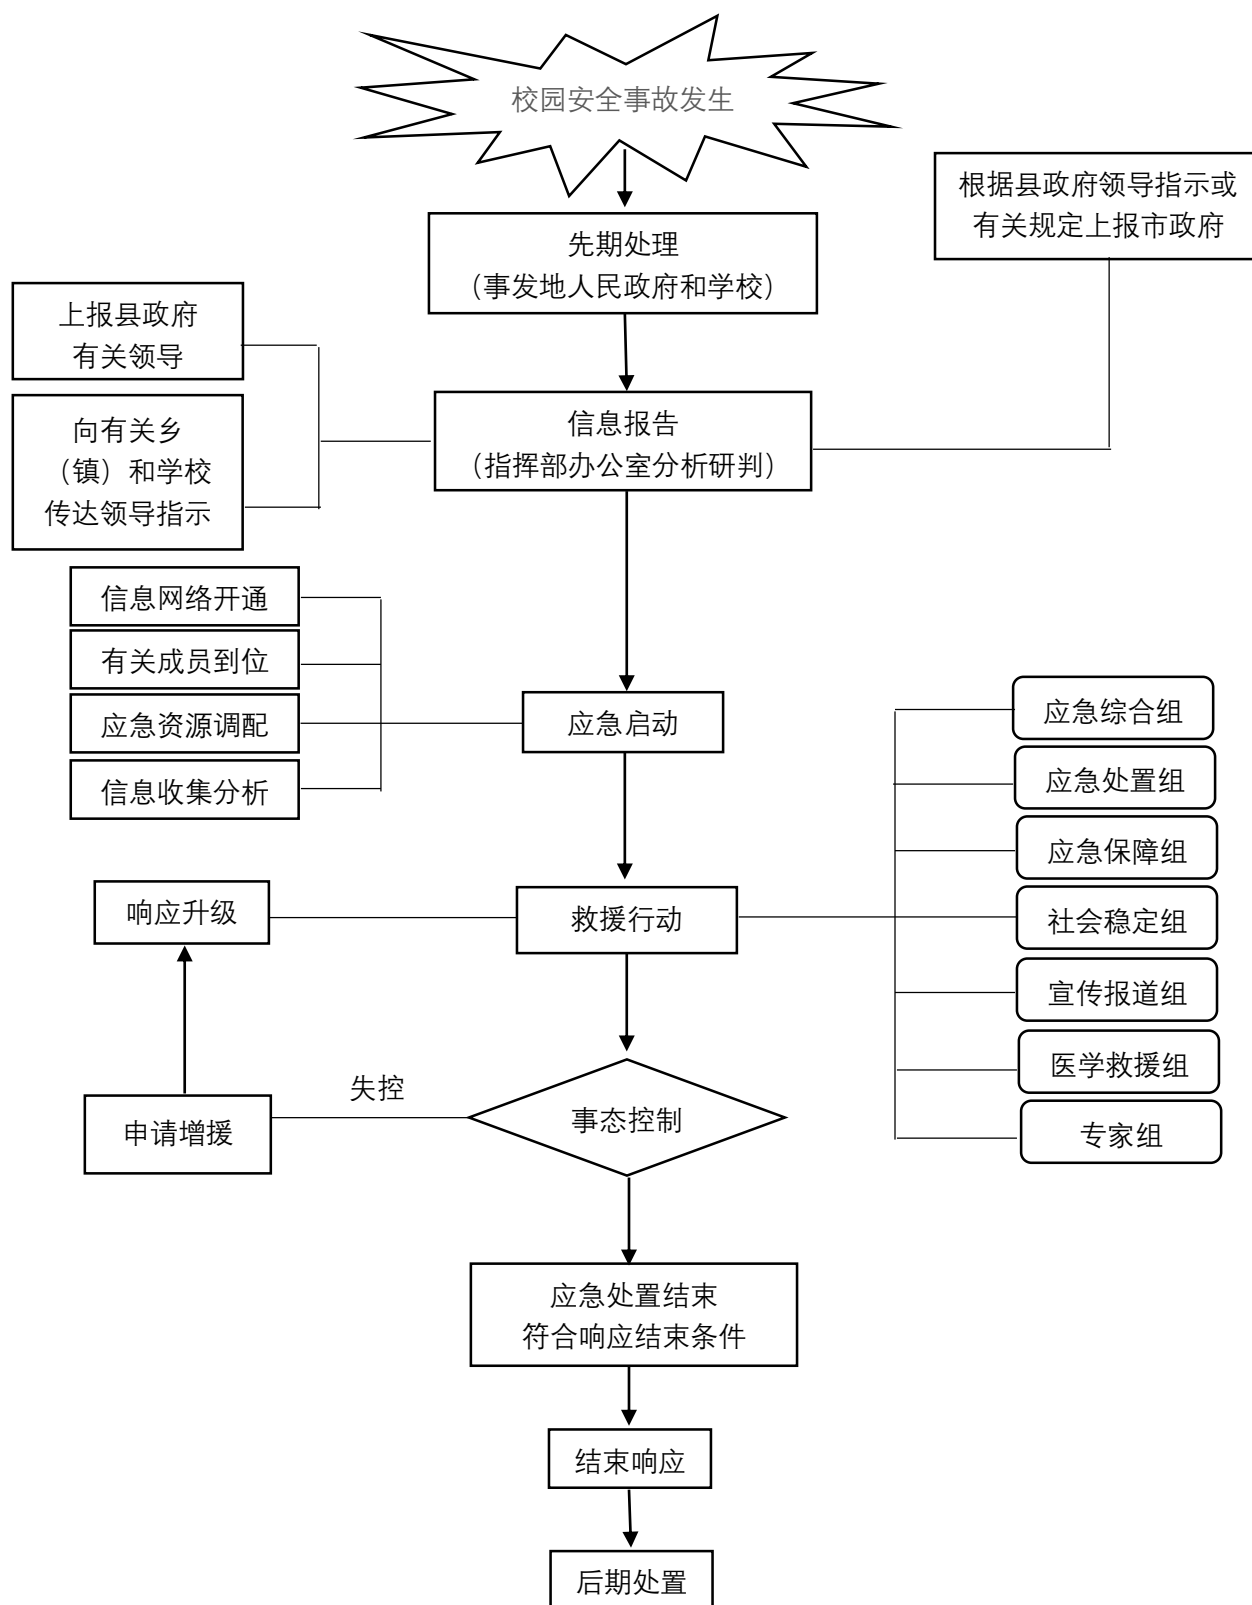 校园安全事故发生
根据县政府领导指示或
有关规定上报市政府
先期处理
（事发地人民政府和学校）
上报县政府
有关领导
向有关乡
（镇）和学校
传达领导指示
信息报告
（指挥部办公室分析研判）
信息网络开通
有关成员到位
应急资源调配
信息收集分析
应急启动
应急综合组
应急处置组
应急保障组
社会稳定组
宣传报道组
医学救援组
专家组
响应升级
救援行动
失控
申请增援
事态控制
应急处置结束
符合响应结束条件
结束响应
后期处置